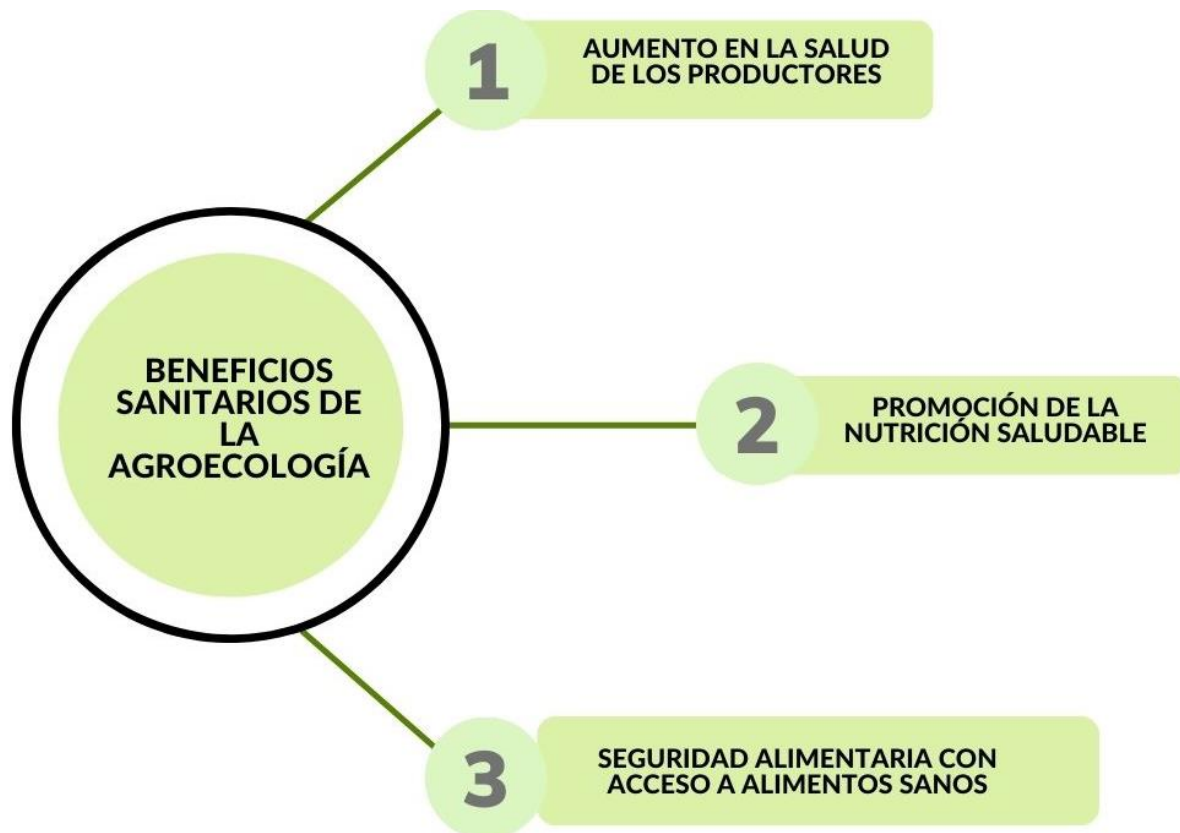 BENEFICIOS
SANITARIOS DE
LA
AGROECOLOGÍA
1
AUMENTO EN LA SALUD
DE LOS PRODUCTORES
2
PROMOCIÓN DE LA
NUTRICIÓN SALUDABLE
3
SEGURIDAD ALIMENTARIA CON
ACCESO A ALIMENTOS SANOS